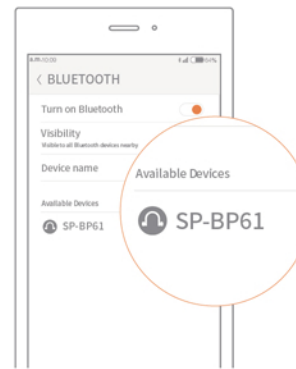 < BLUETOOTH
Turn on Bluetooth
Visibility
Visible to all Bluetooth devices nearby
Device name
Available Devices
SP-BP61
Available Devices
SP-BP61